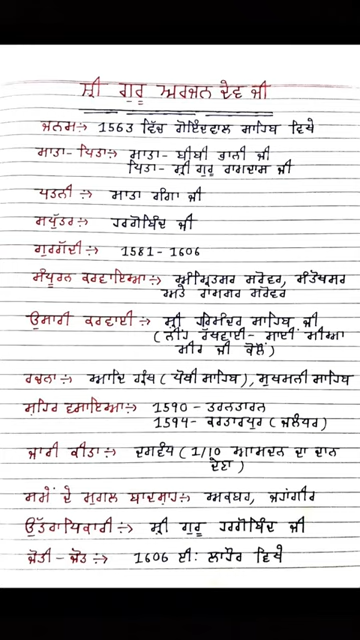 ਸ਼੍ਰੀ ਗੁਰੂ ਅਰਜਨ ਦੇਵ ਜੀ
ਜਨਮ :→ 1563 ਵਿੱਚ ਗੋਇੰਦਵਾਲ ਸਾਹਿਬ ਵਿਖੇ
ਮਾਤਾ-ਪਿਤਾ :→ ਮਾਤਾ- ਬੀਬੀ ਭਾਨੀ ਜੀ
ਪਿਤਾ- ਸ਼੍ਰੀ ਗੁਰੂ ਰਾਮਦਾਸ ਜੀ
ਪਤਨੀ :→ ਮਾਤਾ ਗੰਗਾ ਜੀ
ਸਪੁੱਤਰ :→ ਹਰਗੋਬਿੰਦ ਜੀ
ਗੁਰਗੱਦੀ :→ 1581-1606
ਸੰਪੂਰਨ ਕਰਵਾਇਆ :→ ਅੰਮ੍ਰਿਤਸਰ ਸਰੋਵਰ, ਸੰਤੋਖਸਰ
ਅਤੇ ਰਾਮਸਰ ਸਰੋਵਰ
ਉਸਾਰੀ ਕਰਵਾਈ :→ ਸ਼੍ਰੀ ਹਰਿਮੰਦਰ ਸਾਹਿਬ ਜੀ
(ਨੀਂਹ ਰੱਖਵਾਈ- ਸਾਈਂ ਮੀਆਂ
ਮੀਰ ਜੀ ਕੋਲੋਂ)
ਰਚਨਾ :→ ਆਦਿ ਗ੍ਰੰਥ (ਪੋਥੀ ਸਾਹਿਬ), ਸੁਖਮਨੀ ਸਾਹਿਬ
ਸ਼ਹਿਰ ਵਸਾਇਆ :→ 1590- ਤਰਨਤਾਰਨ
1594- ਕਰਤਾਰਪੁਰ (ਜਲੰਧਰ)
ਜਾਰੀ ਕੀਤਾ :→ ਦਸਵੰਧ (1/10 ਆਮਦਨ ਦਾ ਦਾਨ
ਦੇਣਾ)
ਸਮੇਂ ਦੇ ਮੁਗਲ ਬਾਦਸ਼ਾਹ :→ ਅਕਬਰ, ਜਹਾਂਗੀਰ
ਉੱਤਰਾਧਿਕਾਰੀ :→ ਸ਼੍ਰੀ ਗੁਰੂ ਹਰਗੋਬਿੰਦ ਜੀ
ਜੋਤੀ-ਜੋਤ :→ 1606 ਈ: ਲਾਹੌਰ ਵਿਖੇ